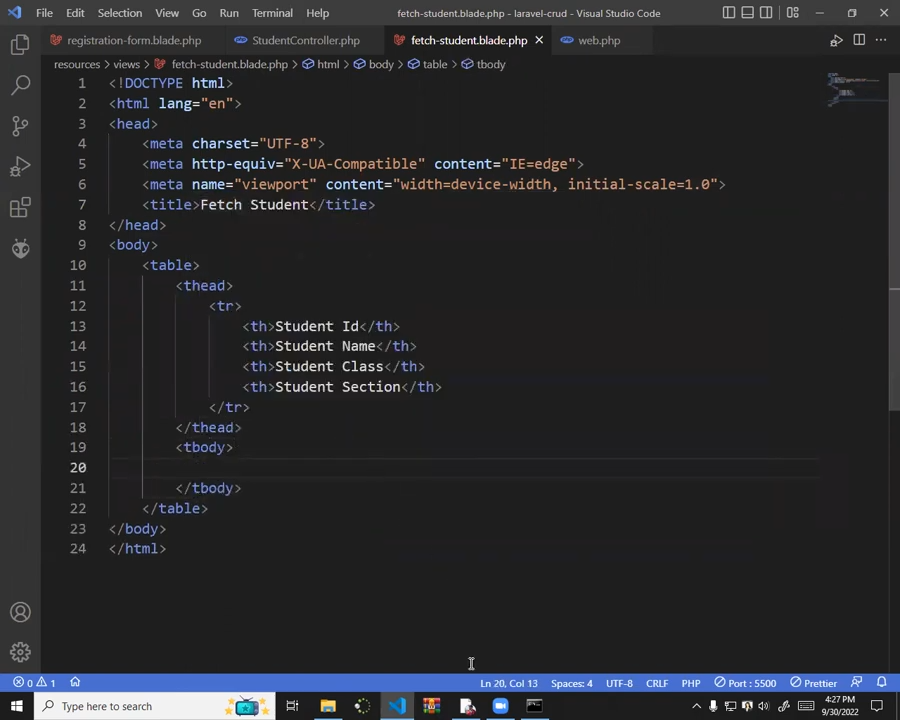 File Edit Selection View Go Run Terminal Help fetch-student.blade.php - laravel-crud - Visual Studio Code
registration-form.blade.php StudentController.php fetch-student.blade.php web.php
resources > views > fetch-student.blade.php > html > body > table > tbody
1 <!DOCTYPE html>
2 <html lang="en">
3 <head>
4 <meta charset="UTF-8">
5 <meta http-equiv="X-UA-Compatible" content="IE=edge">
6 <meta name="viewport" content="width=device-width, initial-scale=1.0">
7 <title>Fetch Student</title>
8 </head>
9 <body>
10 <table>
11 <thead>
12 <tr>
13 <th>Student Id</th>
14 <th>Student Name</th>
15 <th>Student Class</th>
16 <th>Student Section</th>
17 </tr>
18 </thead>
19 <tbody>
20
21 </tbody>
22 </table>
23 </body>
24 </html>
0 1 Ln 20, Col 13 Spaces: 4 UTF-8 CRLF PHP Port : 5500 Prettier
Type here to search 4:27 PM
9/30/2022